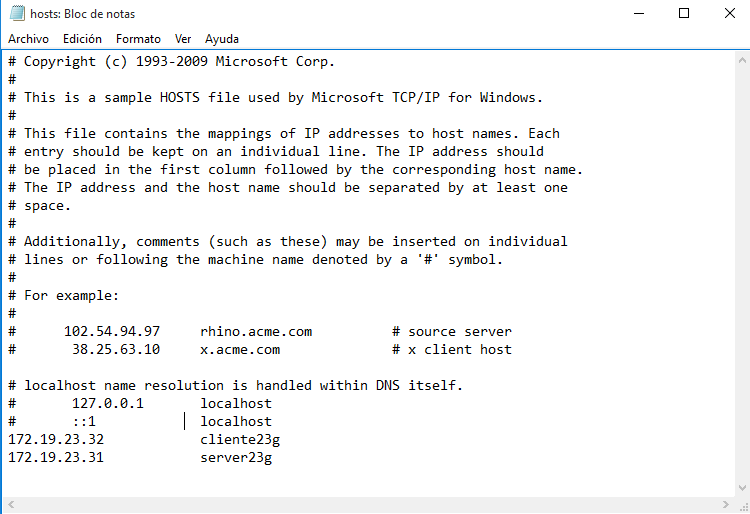 hosts: Bloc de notas
Archivo Edición Formato Ver Ayuda
# Copyright (c) 1993-2009 Microsoft Corp.
#
# This is a sample HOSTS file used by Microsoft TCP/IP for Windows.
#
# This file contains the mappings of IP addresses to host names. Each
# entry should be kept on an individual line. The IP address should
# be placed in the first column followed by the corresponding host name.
# The IP address and the host name should be separated by at least one
# space.
#
# Additionally, comments (such as these) may be inserted on individual
# lines or following the machine name denoted by a '#' symbol.
#
# For example:
#
#      102.54.94.97     rhino.acme.com          # source server
#       38.25.63.10     x.acme.com              # x client host

# localhost name resolution is handled within DNS itself.
#       127.0.0.1       localhost
#       ::1             localhost
172.19.23.32            cliente23g
172.19.23.31            server23g